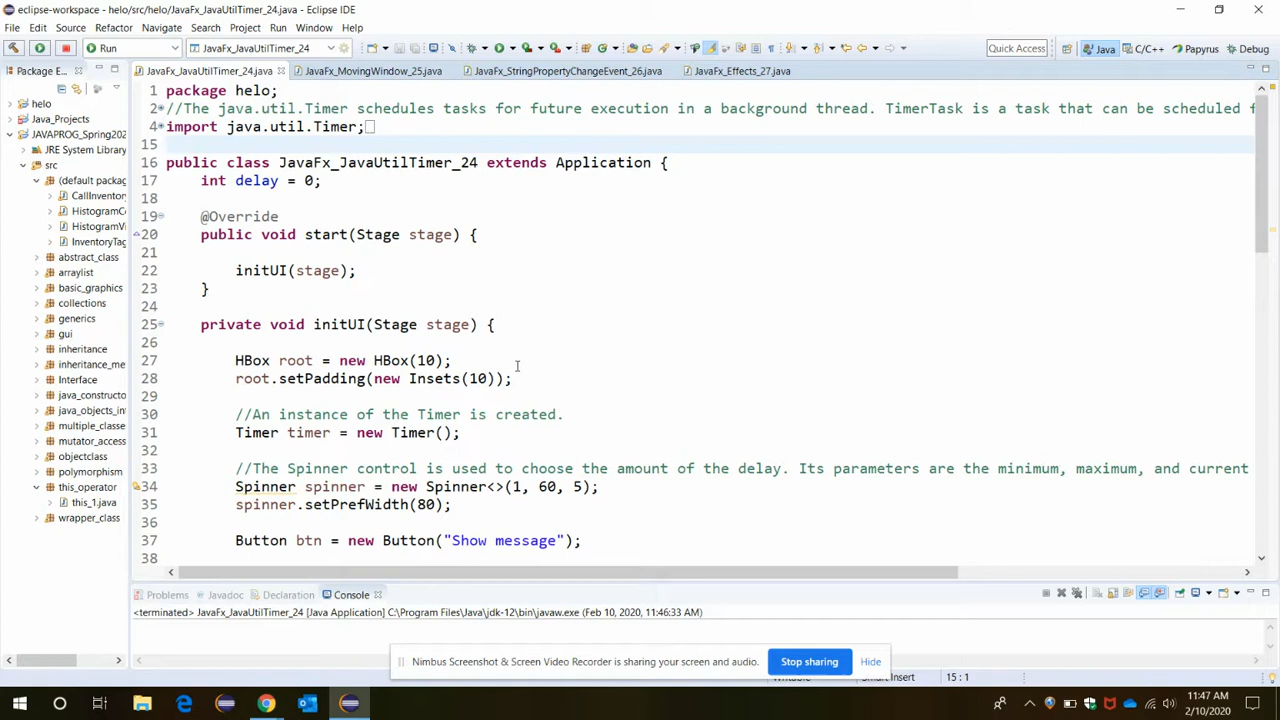 eclipse-workspace - helo/src/helo/JavaFx_JavaUtilTimer_24.java - Eclipse IDE
File Edit Source Refactor Navigate Search Project Run Window Help
Run JavaFx_JavaUtilTimer_24 Quick Access Java C/C++ Papyrus Debug
Package E... JavaFx_JavaUtilTimer_24.java JavaFx_MovingWindow_25.java JavaFx_StringPropertyChangeEvent_26.java JavaFx_Effects_27.java
helo
Java_Projects
JAVAPROG_Spring202
JRE System Library
src
(default packag
CallInventory
HistogramCo
HistogramVi
InventoryTag
abstract_class
arraylist
basic_graphics
collections
generics
gui
inheritance
inheritance_me
Interface
java_constructo
java_objects_int
multiple_classe
mutator_access
objectclass
polymorphism
this_operator
this_1.java
wrapper_class
1 package helo;
2 //The java.util.Timer schedules tasks for future execution in a background thread. TimerTask is a task that can be scheduled f
4 import java.util.Timer;
15
16 public class JavaFx_JavaUtilTimer_24 extends Application {
17 int delay = 0;
18
19 @Override
20 public void start(Stage stage) {
21
22 initUI(stage);
23 }
24
25 private void initUI(Stage stage) {
26
27 HBox root = new HBox(10);
28 root.setPadding(new Insets(10));
29
30 //An instance of the Timer is created.
31 Timer timer = new Timer();
32
33 //The Spinner control is used to choose the amount of the delay. Its parameters are the minimum, maximum, and current
34 Spinner spinner = new Spinner<>(1, 60, 5);
35 spinner.setPrefWidth(80);
36
37 Button btn = new Button("Show message");
38
Problems Javadoc Declaration Console
<terminated> JavaFx_JavaUtilTimer_24 [Java Application] C:\Program Files\Java\jdk-12\bin\javaw.exe (Feb 10, 2020, 11:46:33 AM)
Nimbus Screenshot & Screen Video Recorder is sharing your screen and audio. Stop sharing Hide
Writable Smart Insert 15 : 1
11:47 AM
2/10/2020